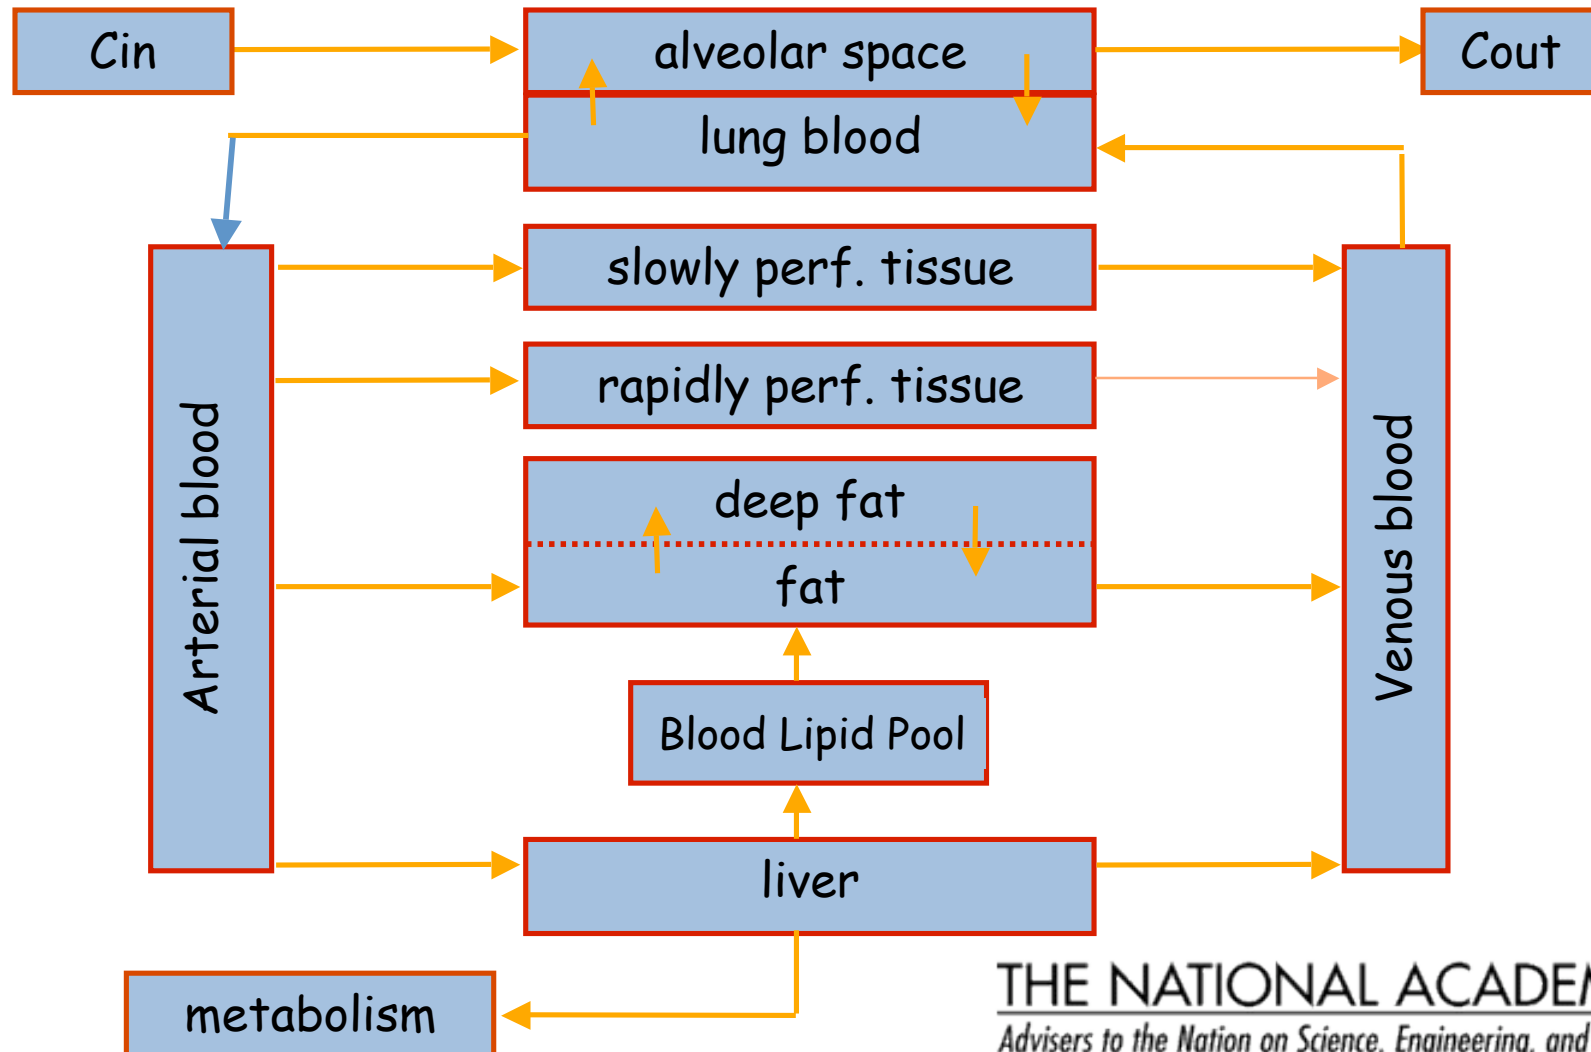 Cin
alveolar space
Cout
lung blood
slowly perf. tissue
rapidly perf. tissue
Arterial blood
deep fat
fat
Venous blood
Blood Lipid Pool
liver
metabolism
THE NATIONAL
Advisers to the Nation on Science, Engineering, and